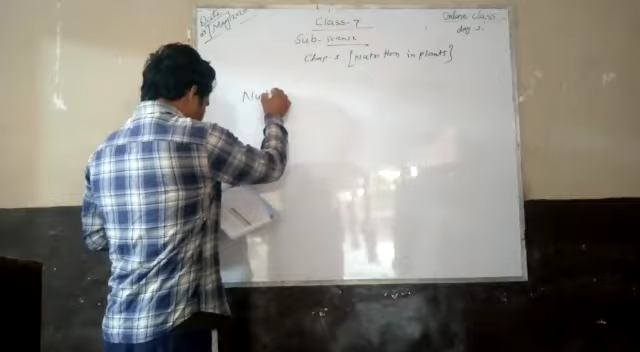 Class-7
Online class
Sub- Science
day 2.
Chap-1 [Nutrition in plants]
Nu